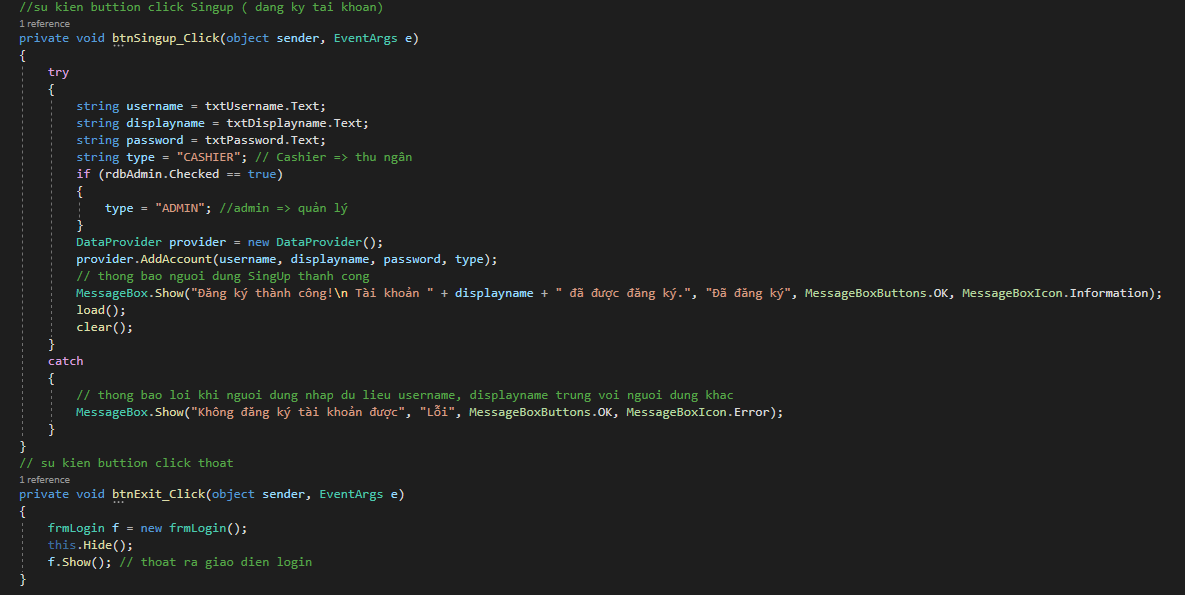 //su kien buttion click Singup ( dang ky tai khoan)
1 reference
private void btnSingup_Click(object sender, EventArgs e)
{
try
{
string username = txtUsername.Text;
string displayname = txtDisplayname.Text;
string password = txtPassword.Text;
string type = "CASHIER"; // Cashier => thu ngân
if (rdbAdmin.Checked == true)
{
type = "ADMIN"; //admin => quản lý
}
DataProvider provider = new DataProvider();
provider.AddAccount(username, displayname, password, type);
// thong bao nguoi dung SingUp thanh cong
MessageBox.Show("Đăng ký thành công!\n Tài khoản " + displayname + " đã được đăng ký.", "Đã đăng ký", MessageBoxButtons.OK, MessageBoxIcon.Information);
load();
clear();
}
catch
{
// thong bao loi khi nguoi dung nhap du lieu username, displayname trung voi nguoi dung khac
MessageBox.Show("Không đăng ký tài khoản được", "Lỗi", MessageBoxButtons.OK, MessageBoxIcon.Error);
}
}
// su kien buttion click thoat
1 reference
private void btnExit_Click(object sender, EventArgs e)
{
frmLogin f = new frmLogin();
this.Hide();
f.Show(); // thoat ra giao dien login
}